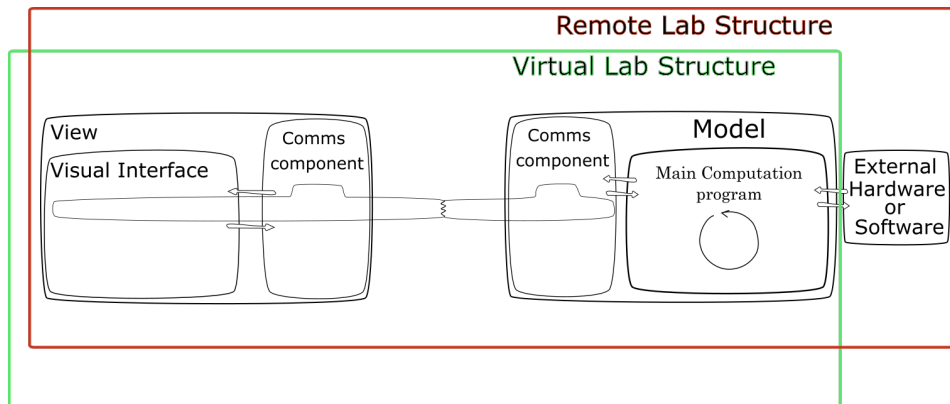 Remote Lab Structure
Virtual Lab Structure
View
Visual Interface
Comms
component
Comms
component
Model
Main Computation
program
External
Hardware
or
Software